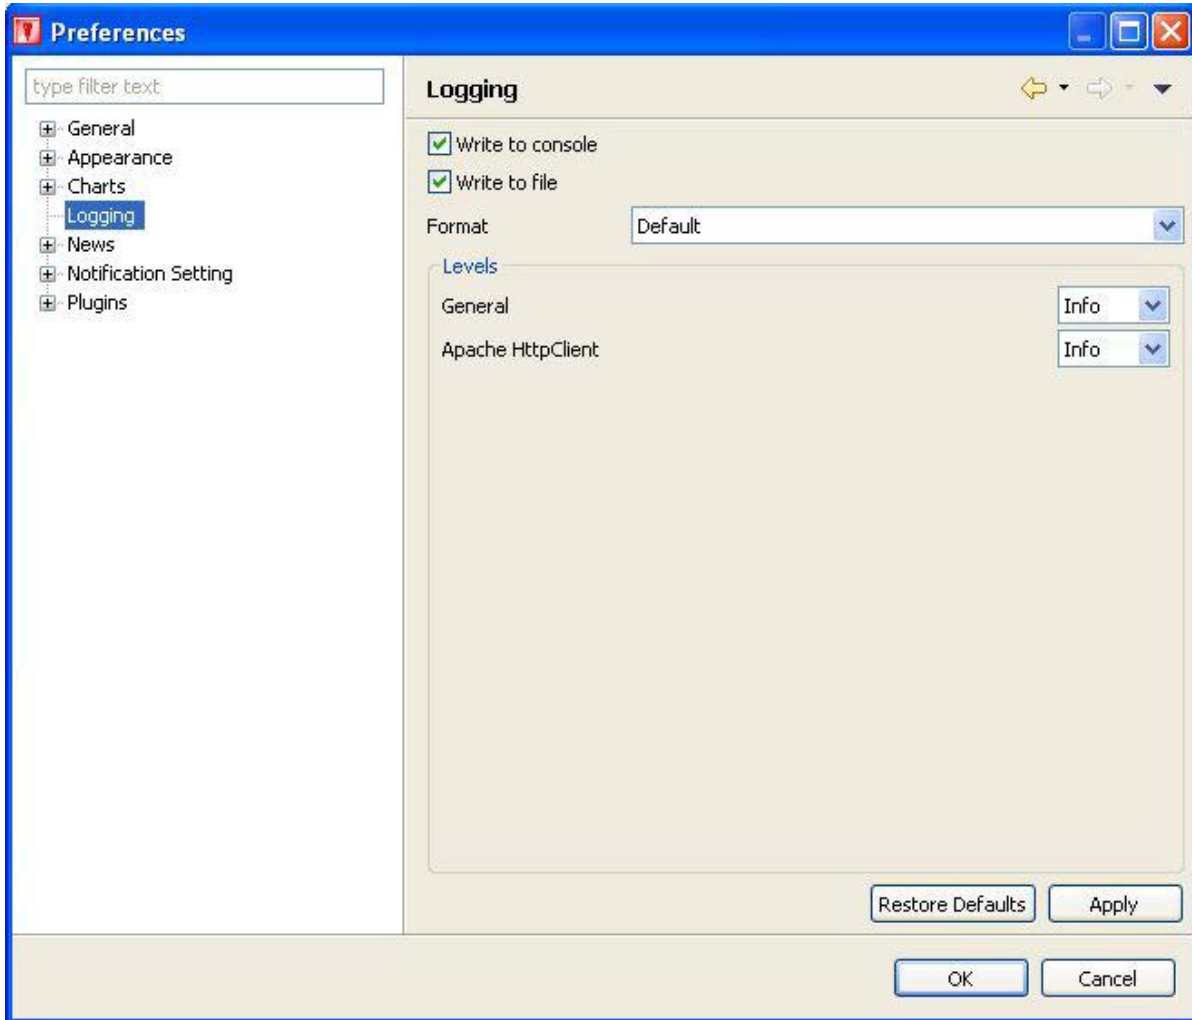 Preferences
type filter text
General
Appearance
Charts
Logging
News
Notification Setting
Plugins
Logging
Write to console
Write to file
Format Default
Levels
General Info
Apache HttpClient Info
Restore Defaults Apply
OK Cancel